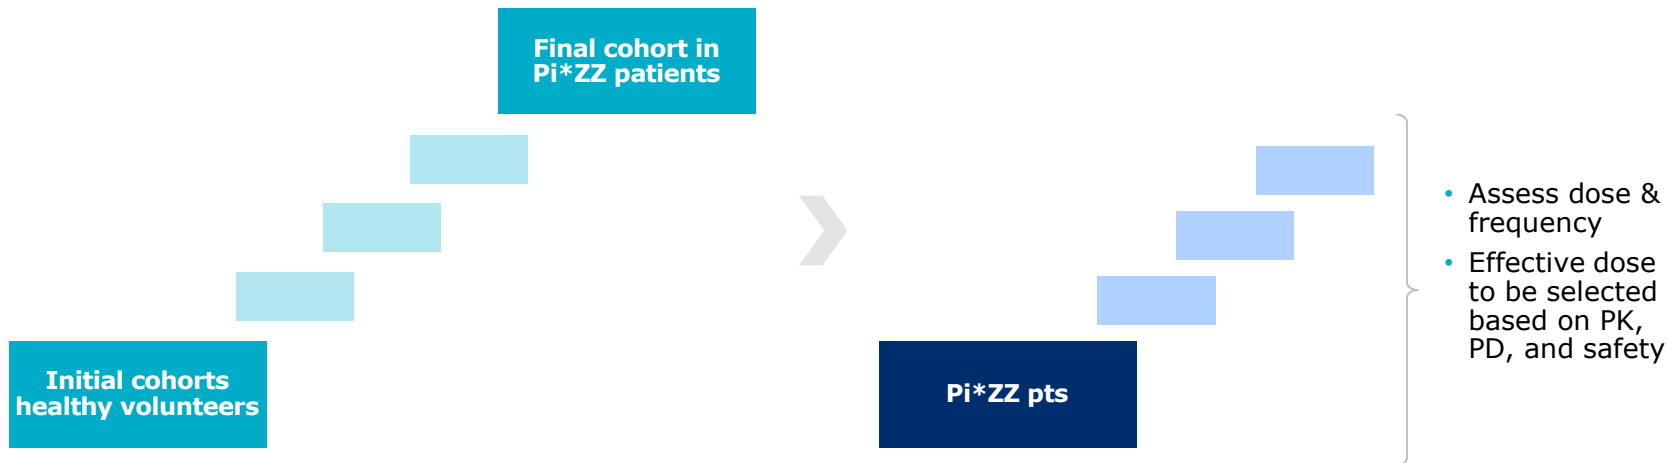 Final cohort in
Pi*ZZ patients
Initial cohorts
healthy volunteers
Pi*ZZ pts
• Assess dose &
frequency
• Effective dose
to be selected
based on PK,
PD, and safety